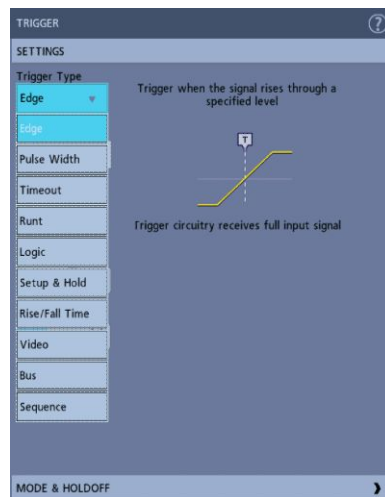 TRIGGER
?
SETTINGS
Trigger Type
Edge
Trigger when the signal rises through a
specified level
Edge
T
Pulse Width
Timeout
Runt
Trigger circuitry receives full input signal
Logic
Setup & Hold
Rise/Fall Time
Video
Bus
Sequence
MODE & HOLDOFF